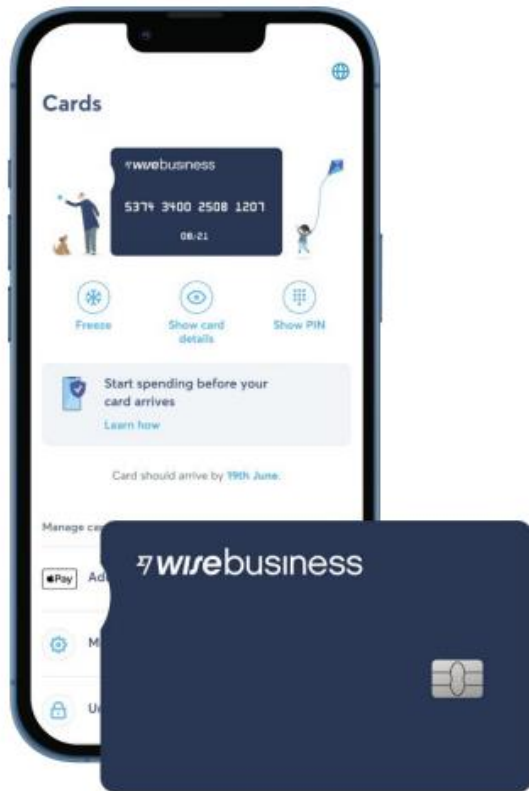 Cards
wisebusiness
5374 3400 2508 1207
08/21
Freeze
Show card
details
Show PIN
Start spending before your
card arrives
Learn how
Card should arrive by 19th June.
Manage
Pay
wisebusiness